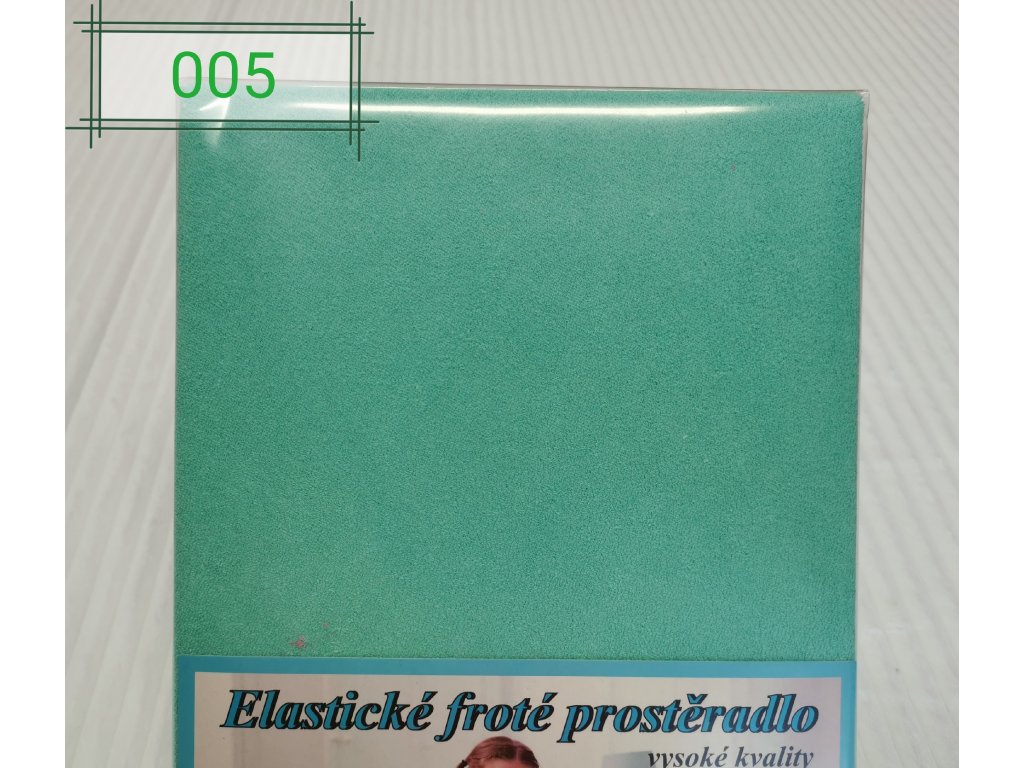 005
Elastické froté prostěradlo
vysoké kvality